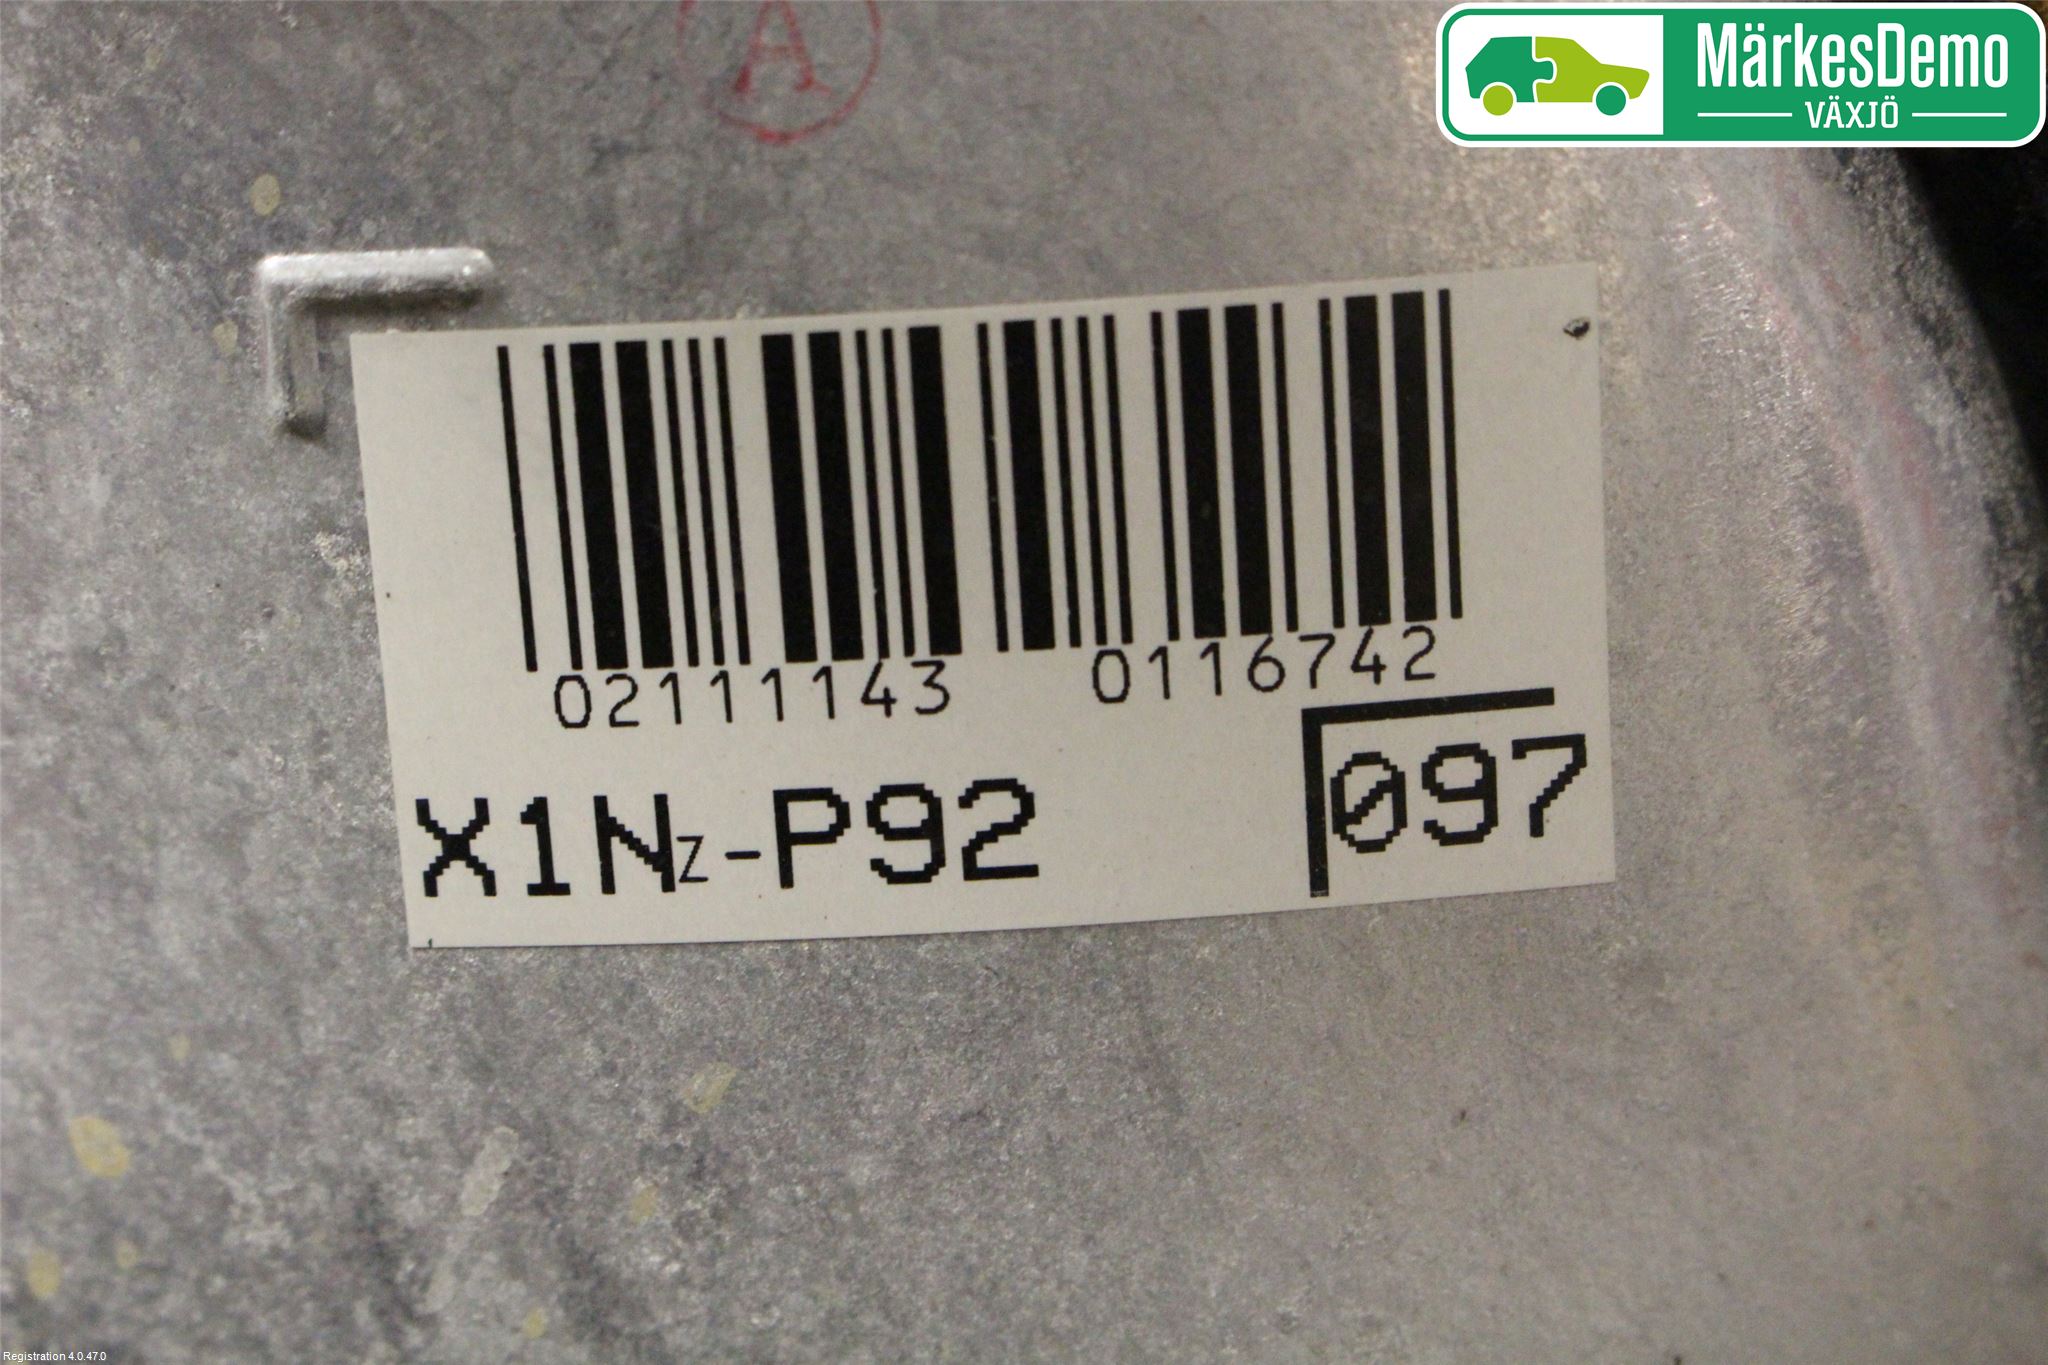 A
MärkesDemo
VÄXJÖ
02111143 0116742
X1Nz-P92 097
Registration 4.0.47.0